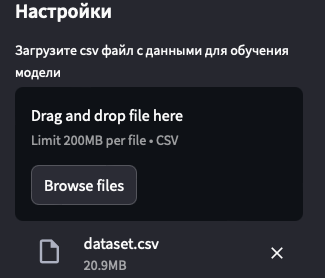 Настройки
Загрузите csv файл с данными для обучения
модели
Drag and drop file here
Limit 200MB per file • CSV
Browse files
dataset.csv
20.9MB